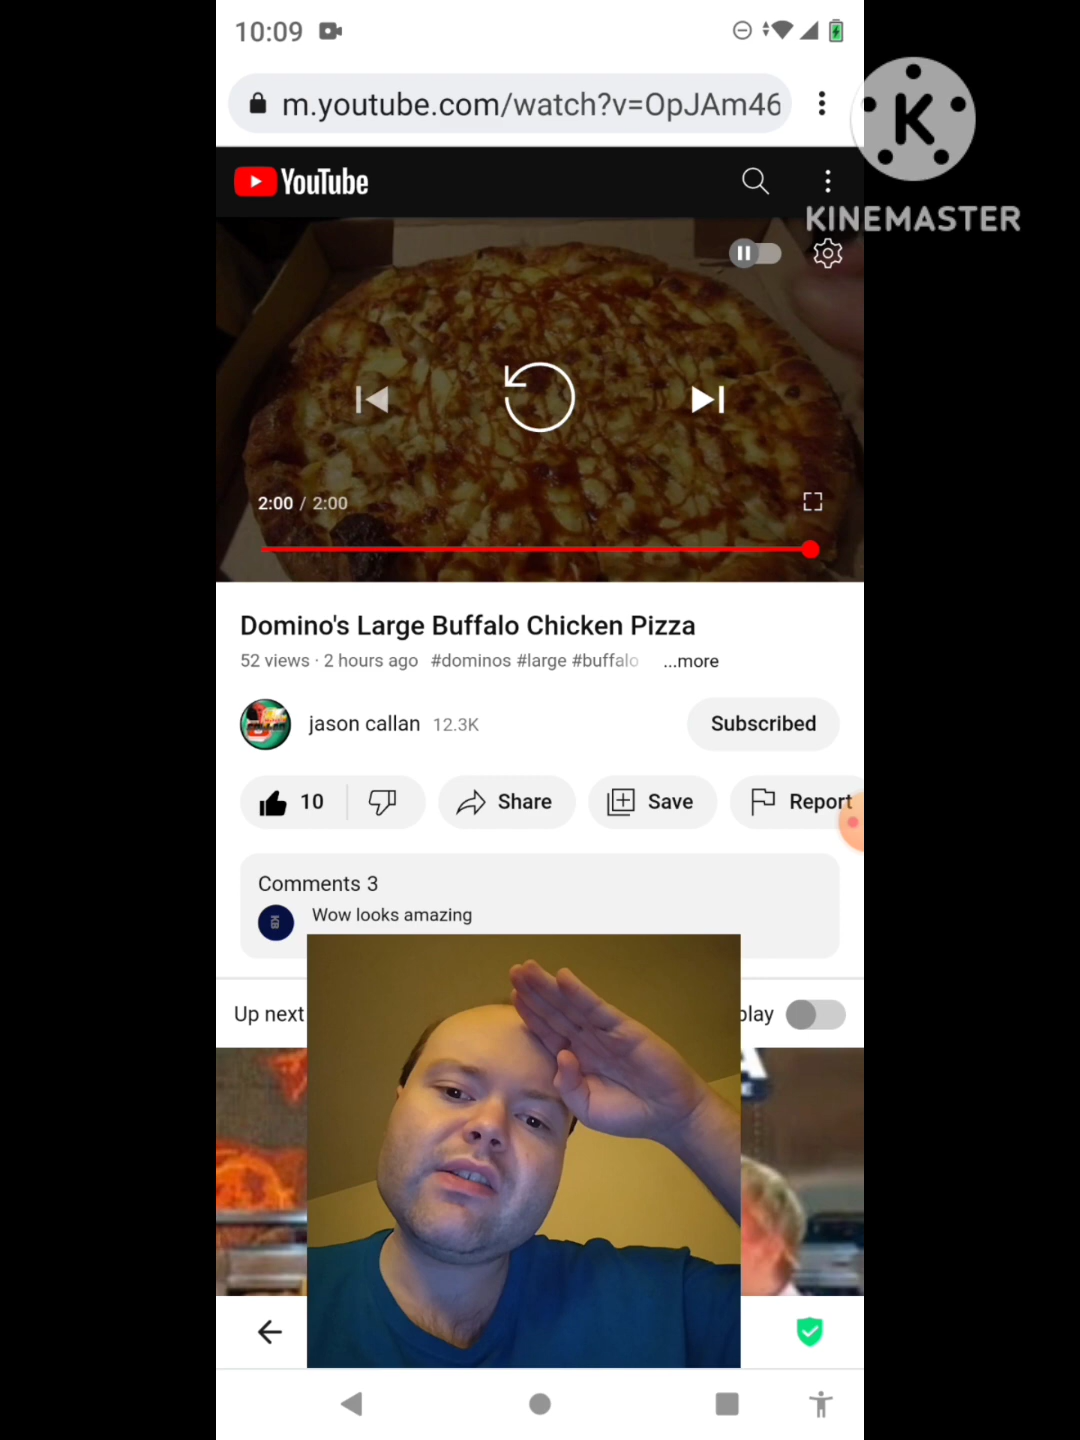 10:09
m.youtube.com/watch?v=OpJAm46
K
KINEMASTER
YouTube
2:00 / 2:00
Domino's Large Buffalo Chicken Pizza
52 views · 2 hours ago #dominos #large #buffalo ...more
jason callan 12.3K
Subscribed
10
Share
Save
Report
Comments 3
KB
Wow looks amazing
Up next
play